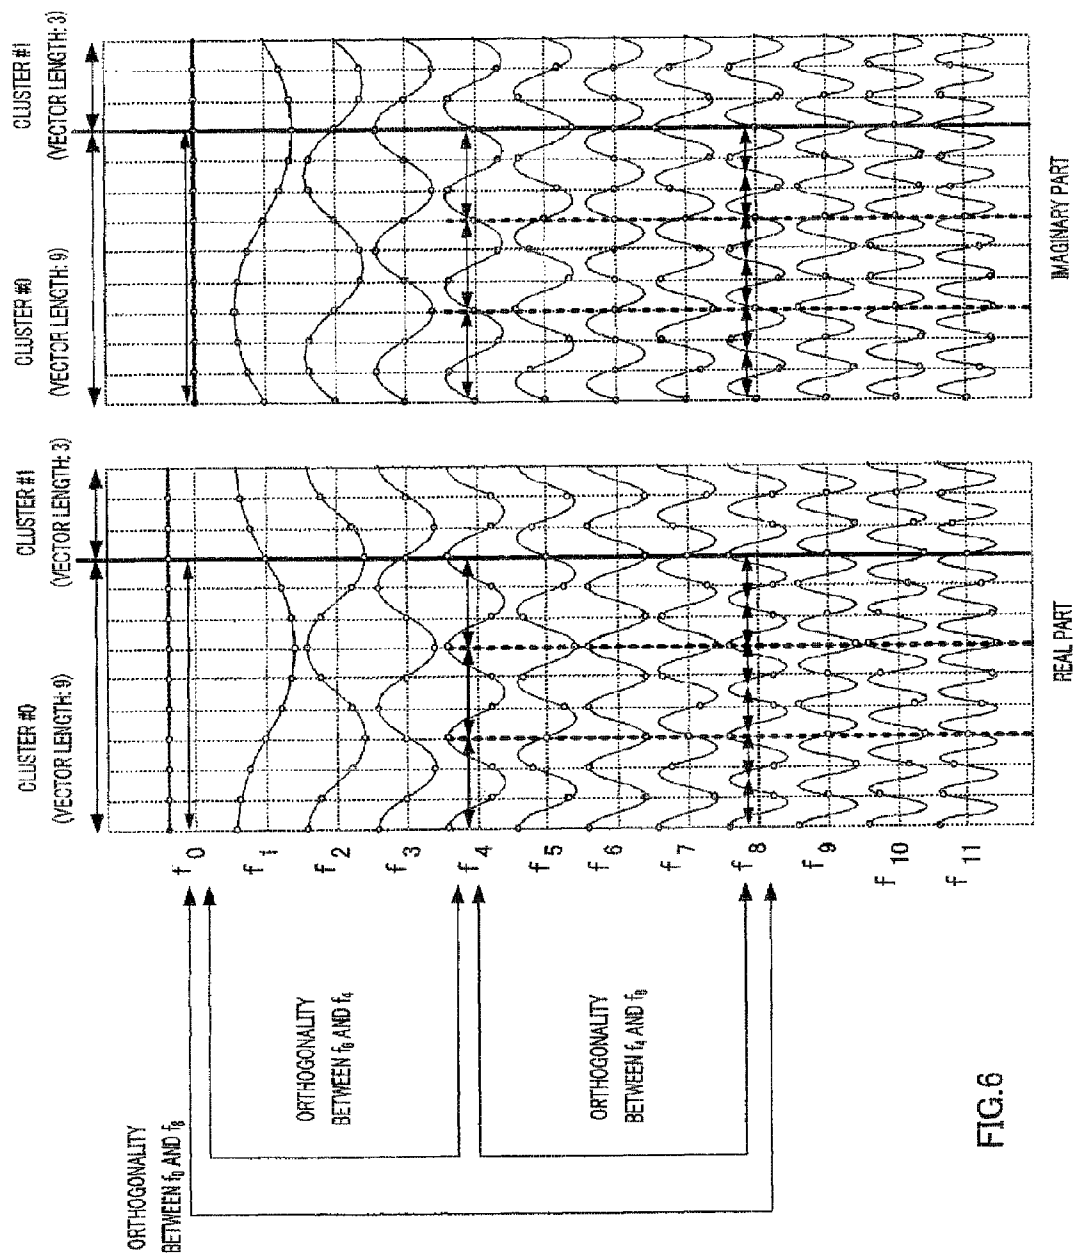 CLUSTER #0
(VECTOR LENGTH: 9)
CLUSTER #1
(VECTOR LENGTH: 3)
CLUSTER #0
(VECTOR LENGTH: 9)
CLUSTER #1
(VECTOR LENGTH: 3)
ORTHOGONALITY
BETWEEN f0 AND f8
f 0
f 1
f 2
f 3
f 4
f 5
f 6
f 7
f 8
f 9
f 10
f 11
ORTHOGONALITY
BETWEEN f0 AND f4
ORTHOGONALITY
BETWEEN f4 AND f8
REAL PART
IMAGINARY PART
FIG.6